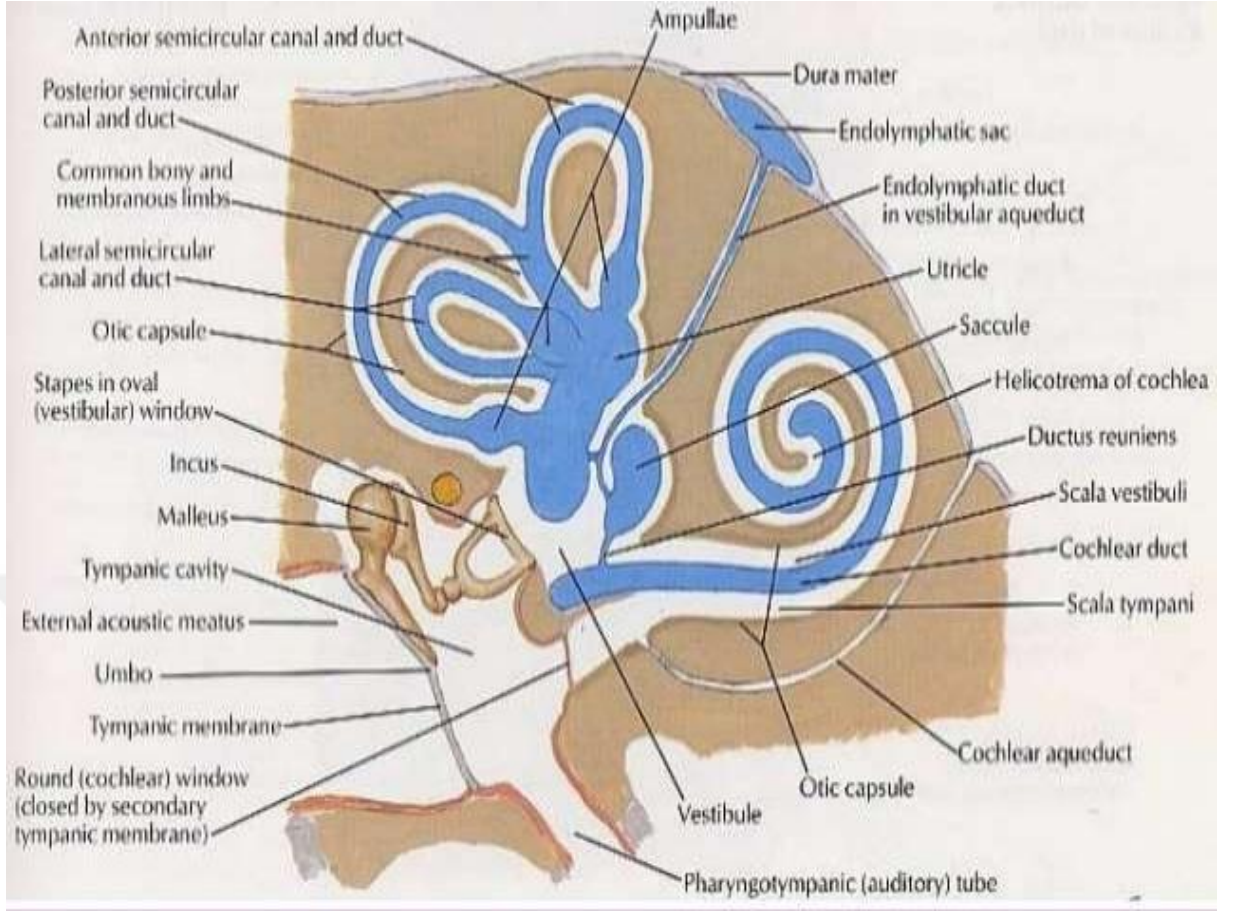 Ampullae
Anterior semicircular canal and duct
Dura mater
Posterior semicircular
canal and duct
Endolymphatic sac
Common bony and
membranous limbs
Endolymphatic duct
in vestibular aqueduct
Lateral semicircular
canal and duct
Utricle
Otic capsule
Saccule
Stapes in oval
(vestibular) window
Helicotrema of cochlea
Ductus reuniens
Incus
Scala vestibuli
Malleus
Cochlear duct
Tympanic cavity
Scala tympani
External acoustic meatus
Umbo
Tympanic membrane
Cochlear aqueduct
Round (cochlear) window
(closed by secondary
tympanic membrane)
Otic capsule
Vestibule
Pharyngotympanic (auditory) tube